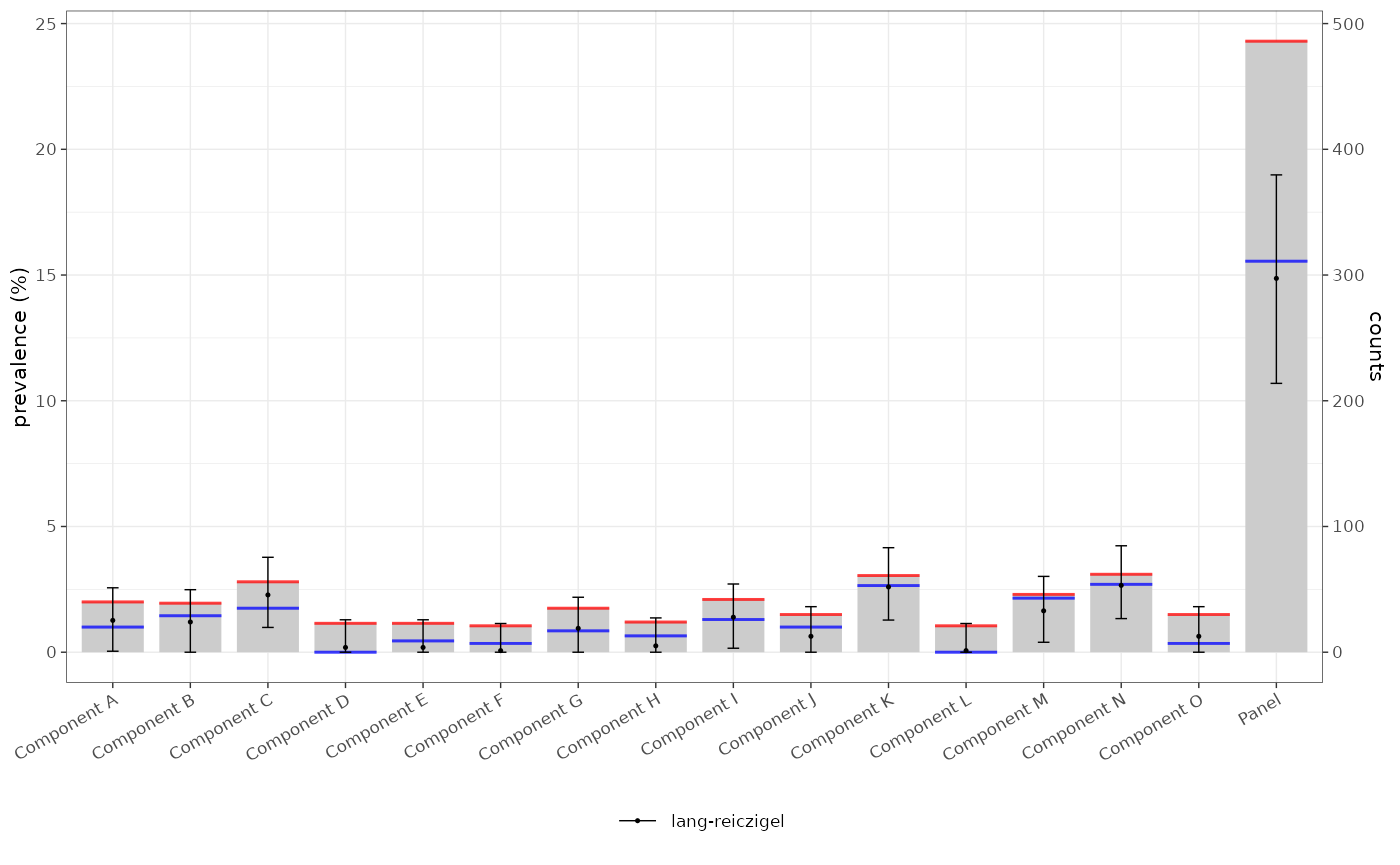 25
20
15
10
5
0
prevalence (%)
500
400
300
200
100
0
counts
Component A
Component B
Component C
Component D
Component E
Component F
Component G
Component H
Component I
Component J
Component K
Component L
Component M
Component N
Component O
Panel
lang-reiczigel